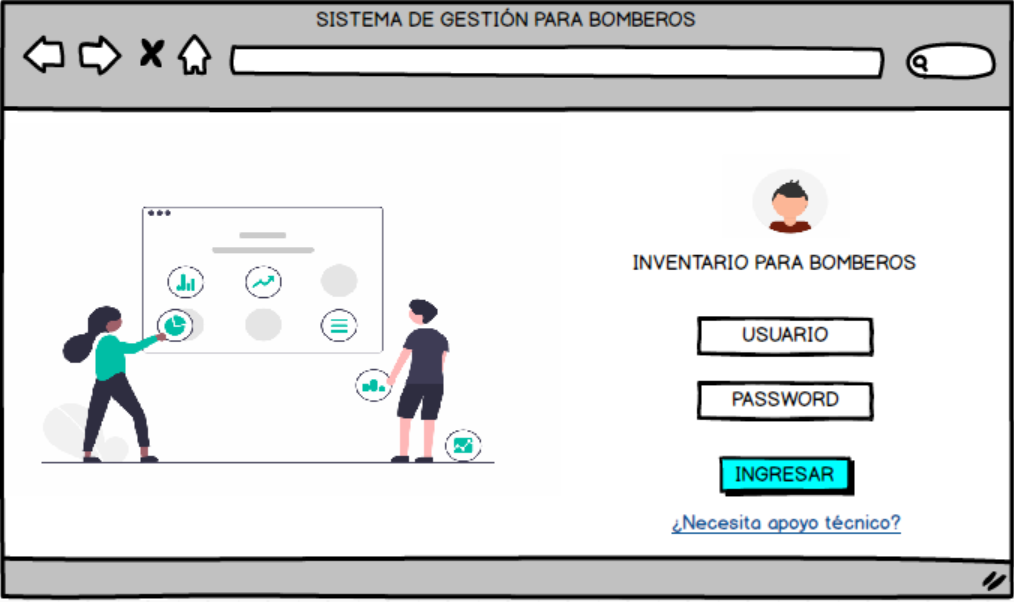 SISTEMA DE GESTIÓN PARA BOMBEROS
INVENTARIO PARA BOMBEROS
USUARIO
PASSWORD
INGRESAR
¿Necesita apoyo técnico?